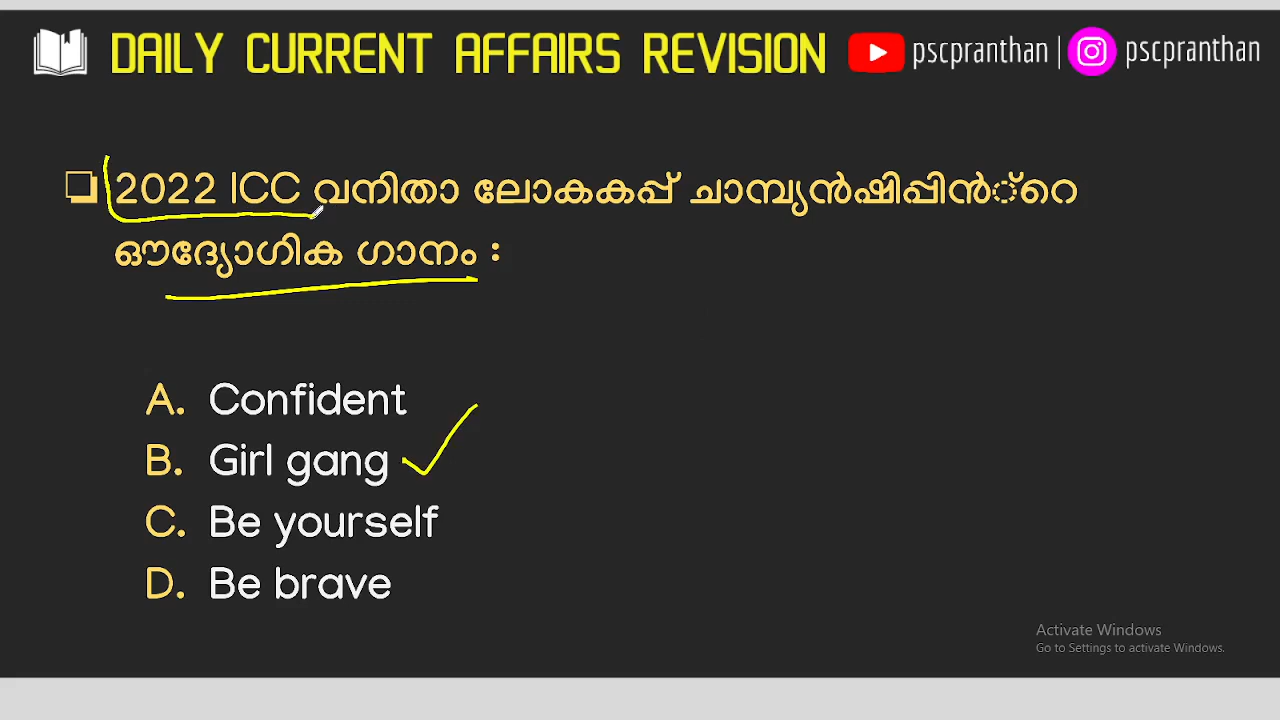 DAILY CURRENT AFFAIRS REVISION pscpranthan | pscpranthan
2022 ICC വനിതാ ലോകകപ്പ് ചാമ്പ്യൻഷിപ്പിൻ്റെ
ഔദ്യോഗിക ഗാനം :
A. Confident
B. Girl gang
C. Be yourself
D. Be brave
Activate Windows
Go to Settings to activate Windows.